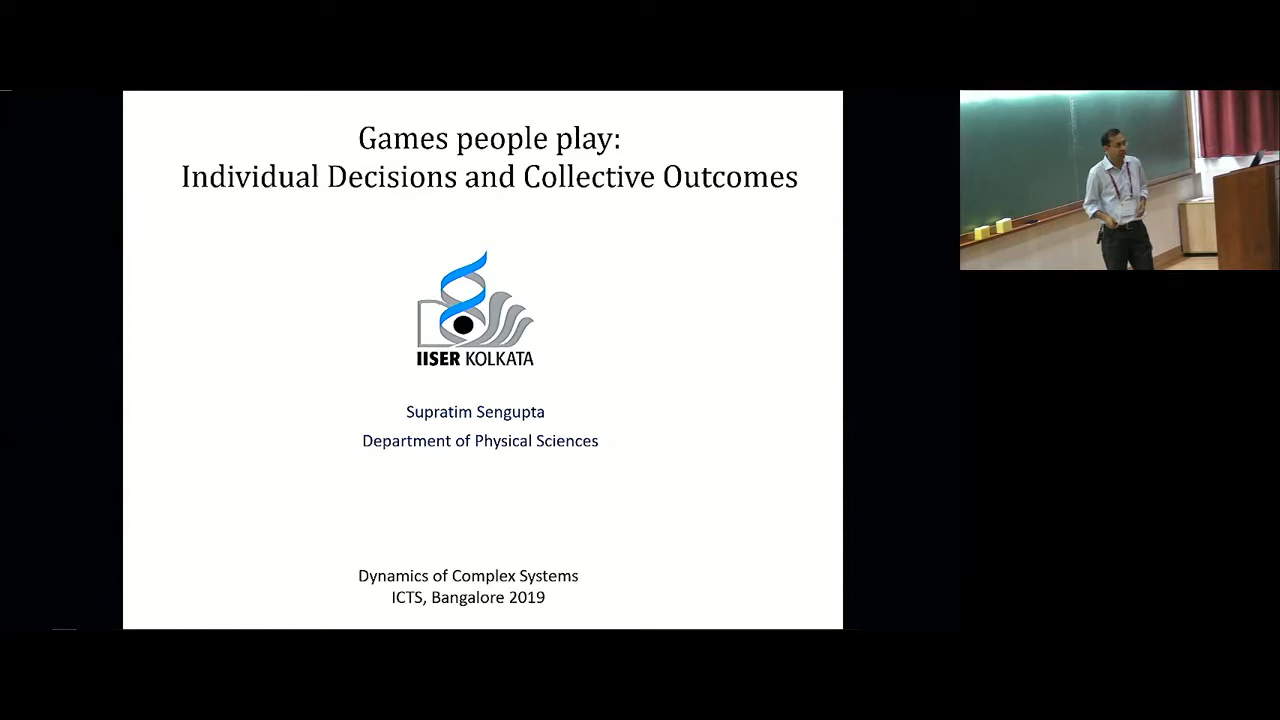 Games people play:
Individual Decisions and Collective Outcomes
IISER KOLKATA
Supratim Sengupta
Department of Physical Sciences
Dynamics of Complex Systems
ICTS, Bangalore 2019